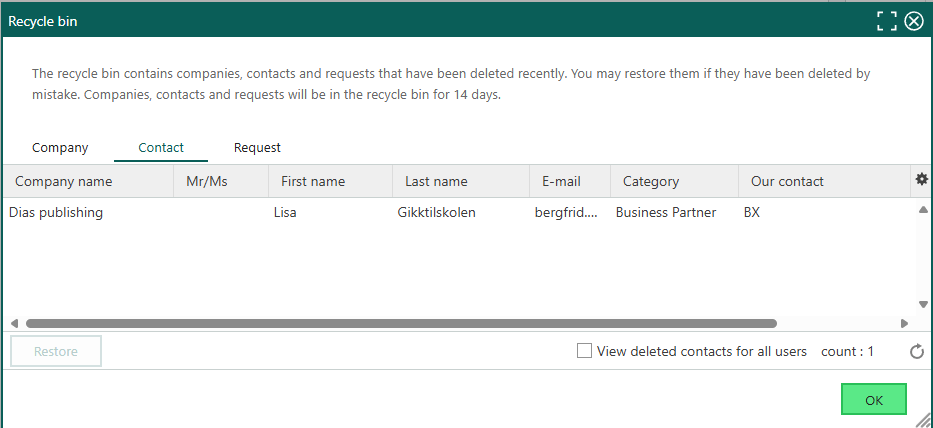 Recycle bin
The recycle bin contains companies, contacts and requests that have been deleted recently. You may restore them if they have been deleted by
mistake. Companies, contacts and requests will be in the recycle bin for 14 days.
Company Contact Request
Company name Mr/Ms First name Last name E-mail Category Our contact
Dias publishing Lisa Gikktilskolen bergfrid.... Business Partner BX
Restore View deleted contacts for all users count : 1
OK